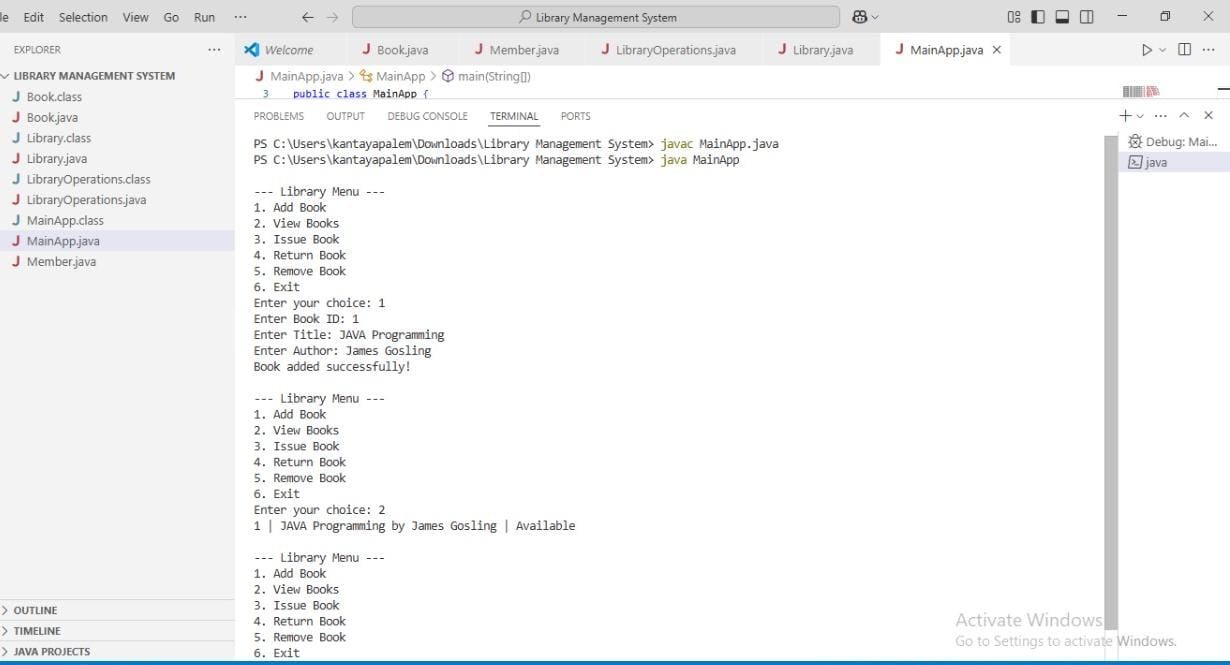 le Edit Selection View Go Run ··· Library Management System
EXPLORER ···
Welcome Book.java Member.java LibraryOperations.java Library.java MainApp.java
LIBRARY MANAGEMENT SYSTEM
Book.class
Book.java
Library.class
Library.java
LibraryOperations.class
LibraryOperations.java
MainApp.class
MainApp.java
Member.java
OUTLINE
TIMELINE
JAVA PROJECTS
MainApp.java > MainApp > main(String[])
3 public class MainApp {
PROBLEMS OUTPUT DEBUG CONSOLE TERMINAL PORTS
PS C:\Users\kantayapalem\Downloads\Library Management System> javac MainApp.java
PS C:\Users\kantayapalem\Downloads\Library Management System> java MainApp
--- Library Menu ---
1. Add Book
2. View Books
3. Issue Book
4. Return Book
5. Remove Book
6. Exit
Enter your choice: 1
Enter Book ID: 1
Enter Title: JAVA Programming
Enter Author: James Gosling
Book added successfully!
--- Library Menu ---
1. Add Book
2. View Books
3. Issue Book
4. Return Book
5. Remove Book
6. Exit
Enter your choice: 2
1 | JAVA Programming by James Gosling | Available
--- Library Menu ---
1. Add Book
2. View Books
3. Issue Book
4. Return Book
5. Remove Book
6. Exit
Debug: Mai...
java
Activate Windows
Go to Settings to activate Windows.